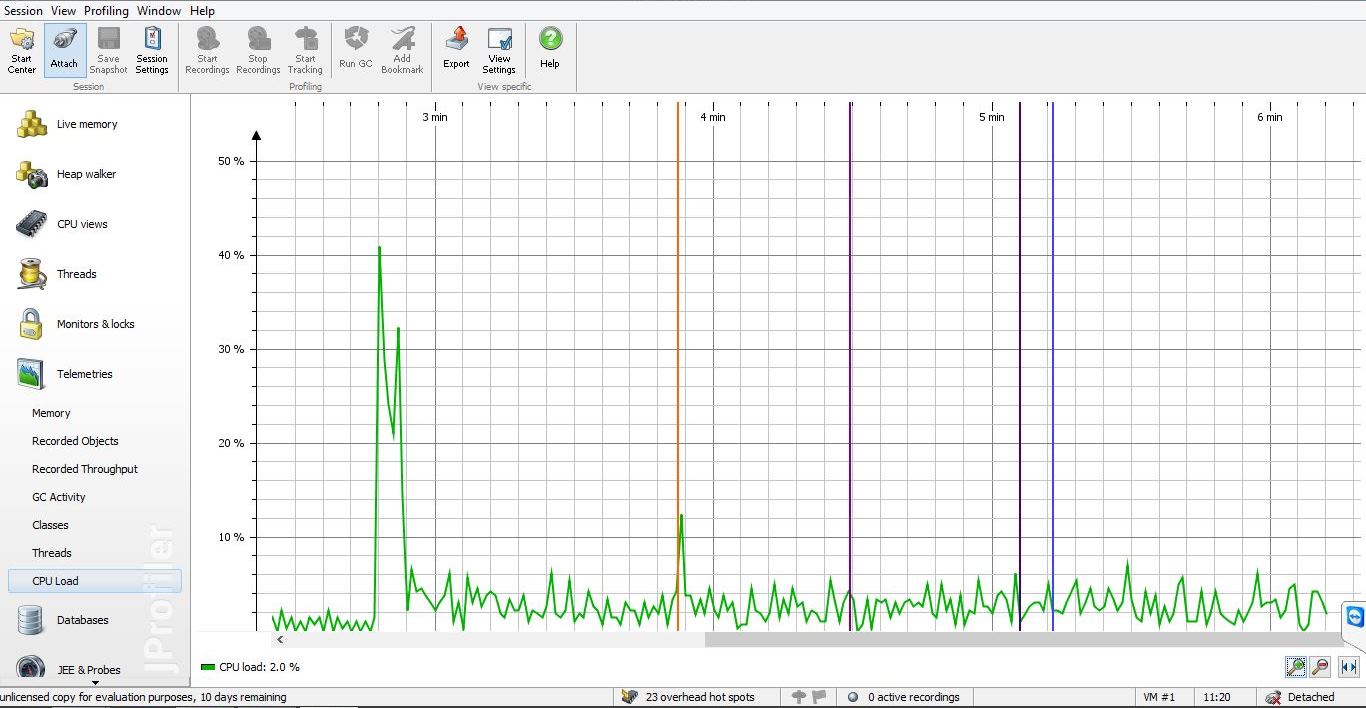 Session View Profiling Window Help
Start Center
Attach
Save Snapshot
Session Settings
Start Recordings
Stop Recordings
Start Tracking
Run GC
Add Bookmark
Export
View Settings
Help
Session
Profiling
View specific
Live memory
Heap walker
CPU views
Threads
Monitors & locks
Telemetries
Memory
Recorded Objects
Recorded Throughput
GC Activity
Classes
Threads
CPU Load
Databases
JEE & Probes
JProfiler
3 min 4 min 5 min 6 min
50 %
40 %
30 %
20 %
10 %
CPU load: 2.0 %
unlicensed copy for evaluation purposes, 10 days remaining
23 overhead hot spots
0 active recordings
VM #1
11:20
Detached